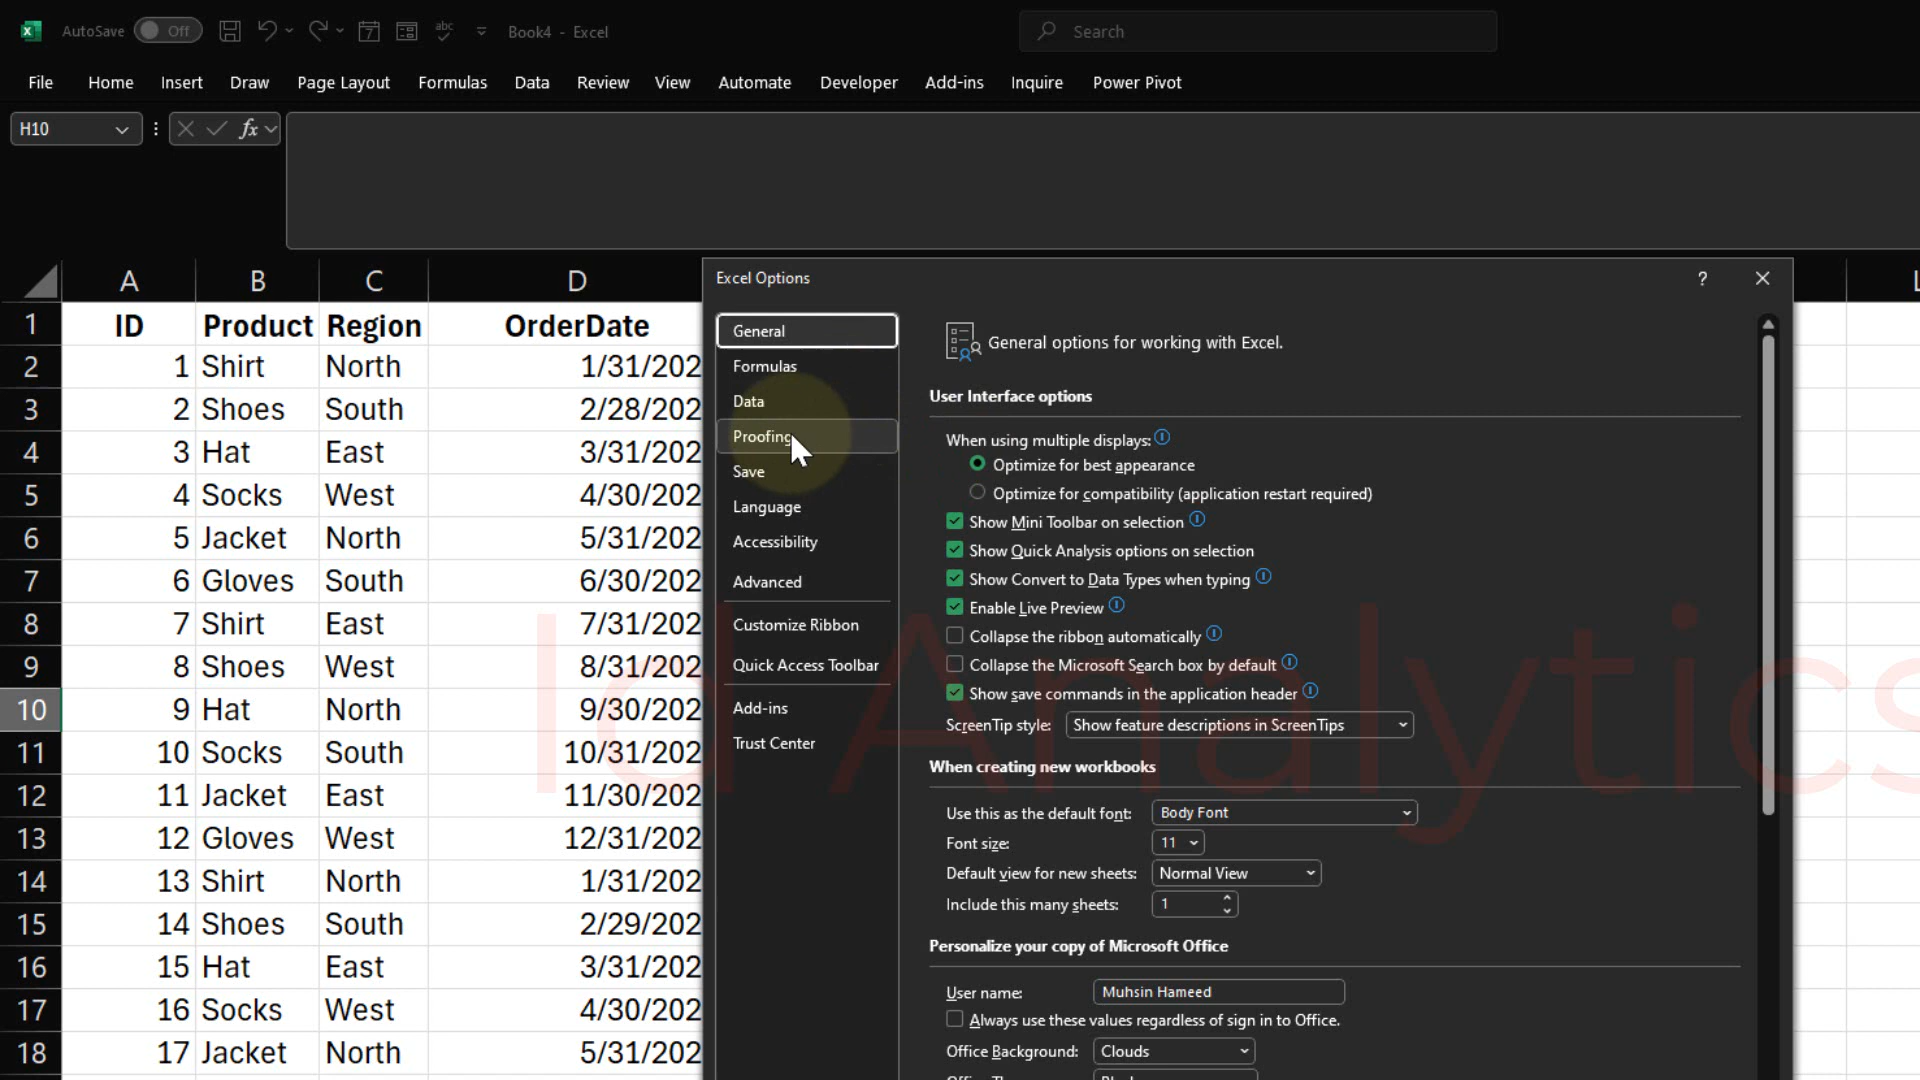 AutoSave Off Book4 - Excel Search
File Home Insert Draw Page Layout Formulas Data Review View Automate Developer Add-ins Inquire Power Pivot
H10 fx
A B C D
Excel Options ?
1 ID Product Region OrderDate
2 1 Shirt North 1/31/202
3 2 Shoes South 2/28/202
4 3 Hat East 3/31/202
5 4 Socks West 4/30/202
6 5 Jacket North 5/31/202
7 6 Gloves South 6/30/202
8 7 Shirt East 7/31/202
9 8 Shoes West 8/31/202
10 9 Hat North 9/30/202
11 10 Socks South 10/31/202
12 11 Jacket East 11/30/202
13 12 Gloves West 12/31/202
14 13 Shirt North 1/31/202
15 14 Shoes South 2/29/202
16 15 Hat East 3/31/202
17 16 Socks West 4/30/202
18 17 Jacket North 5/31/202
General
Formulas
Data
Proofing
Save
Language
Accessibility
Advanced
Customize Ribbon
Quick Access Toolbar
Add-ins
Trust Center
General options for working with Excel.
User Interface options
When using multiple displays:
Optimize for best appearance
Optimize for compatibility (application restart required)
Show Mini Toolbar on selection
Show Quick Analysis options on selection
Show Convert to Data Types when typing
Enable Live Preview
Collapse the ribbon automatically
Collapse the Microsoft Search box by default
Show save commands in the application header
ScreenTip style: Show feature descriptions in ScreenTips
When creating new workbooks
Use this as the default font: Body Font
Font size: 11
Default view for new sheets: Normal View
Include this many sheets: 1
Personalize your copy of Microsoft Office
User name: Muhsin Hameed
Always use these values regardless of sign in to Office.
Office Background: Clouds
Id Analytics